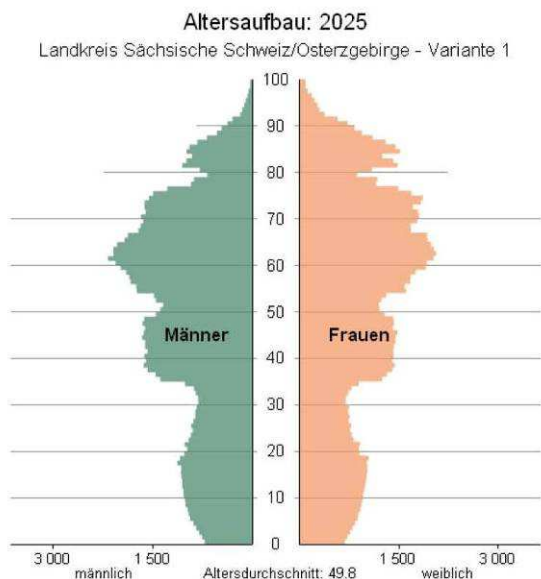 Altersaufbau: 2025
Landkreis Sächsische Schweiz/Osterzgebirge - Variante 1
100
90
80
70
60
50
Männer
Frauen
40
30
20
10
0
3 000
1 500
1 500
3 000
männlich
Altersdurchschnitt: 49,8
weiblich